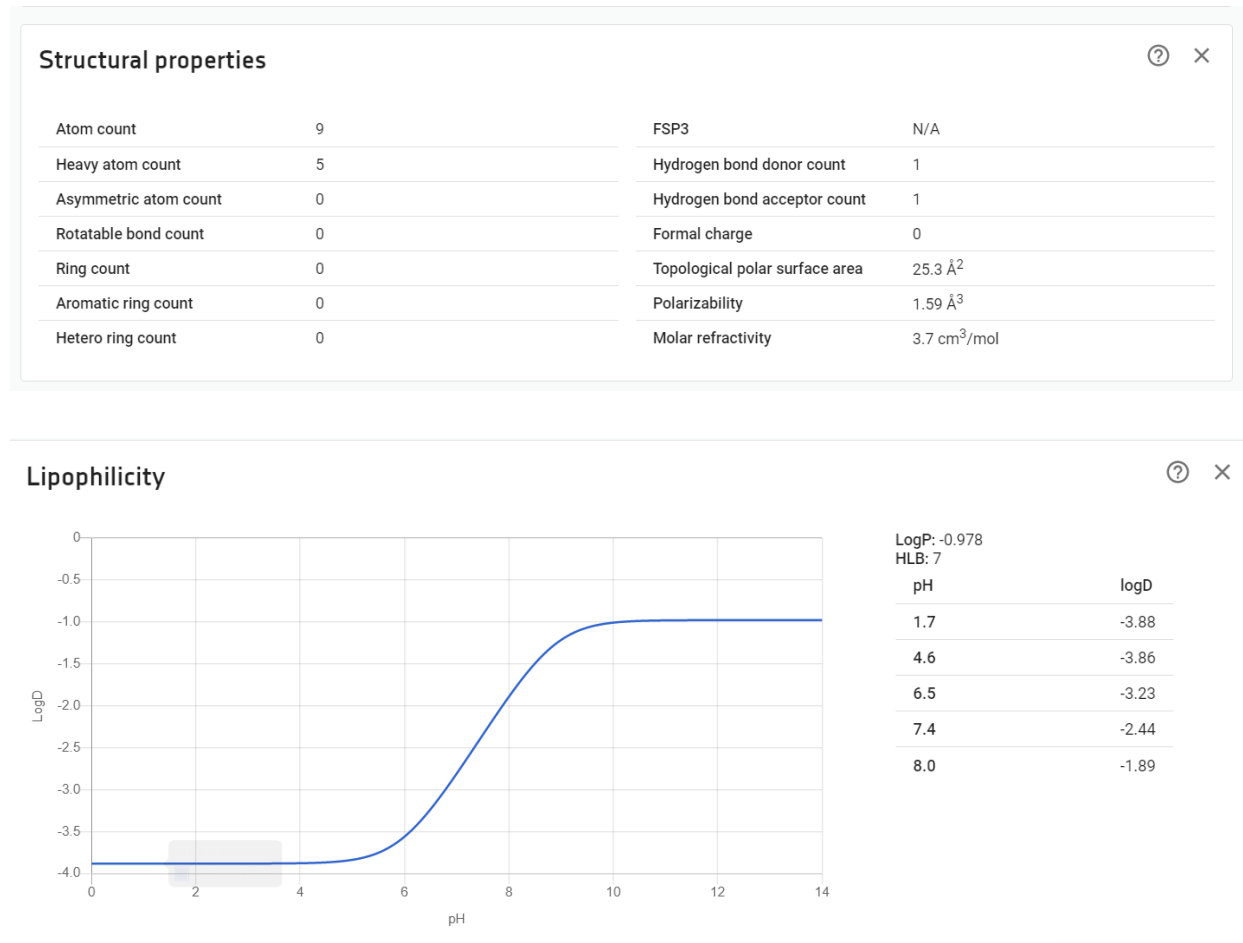 Structural properties
Atom count 9
Heavy atom count 5
Asymmetric atom count 0
Rotatable bond count 0
Ring count 0
Aromatic ring count 0
Hetero ring count 0
FSP3 N/A
Hydrogen bond donor count 1
Hydrogen bond acceptor count 1
Formal charge 0
Topological polar surface area 25.3 Å²
Polarizability 1.59 Å³
Molar refractivity 3.7 cm³/mol
Lipophilicity
0
-0.5
-1.0
-1.5
-2.0
-2.5
-3.0
-3.5
-4.0
LogD
0 2 4 6 8 10 12 14
pH
LogP: -0.978
HLB: 7
pH logD
1.7 -3.88
4.6 -3.86
6.5 -3.23
7.4 -2.44
8.0 -1.89